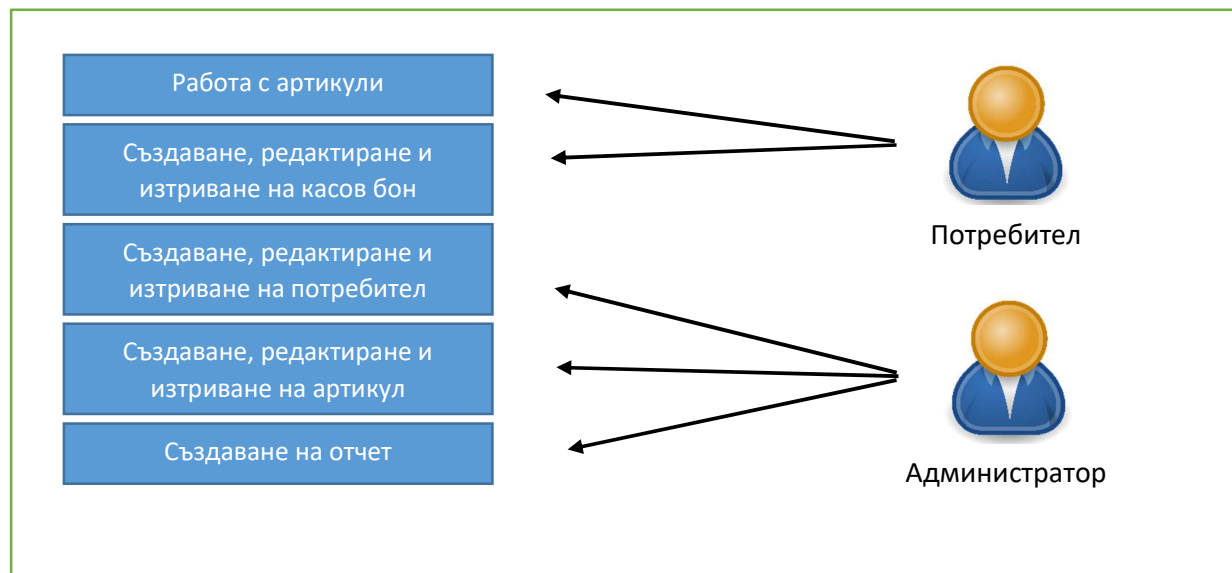 Работа с артикули
Създаване, редактиране и
изтриване на касов бон
Създаване, редактиране и
изтриване на потребител
Създаване, редактиране и
изтриване на артикул
Създаване на отчет
Потребител
Администратор